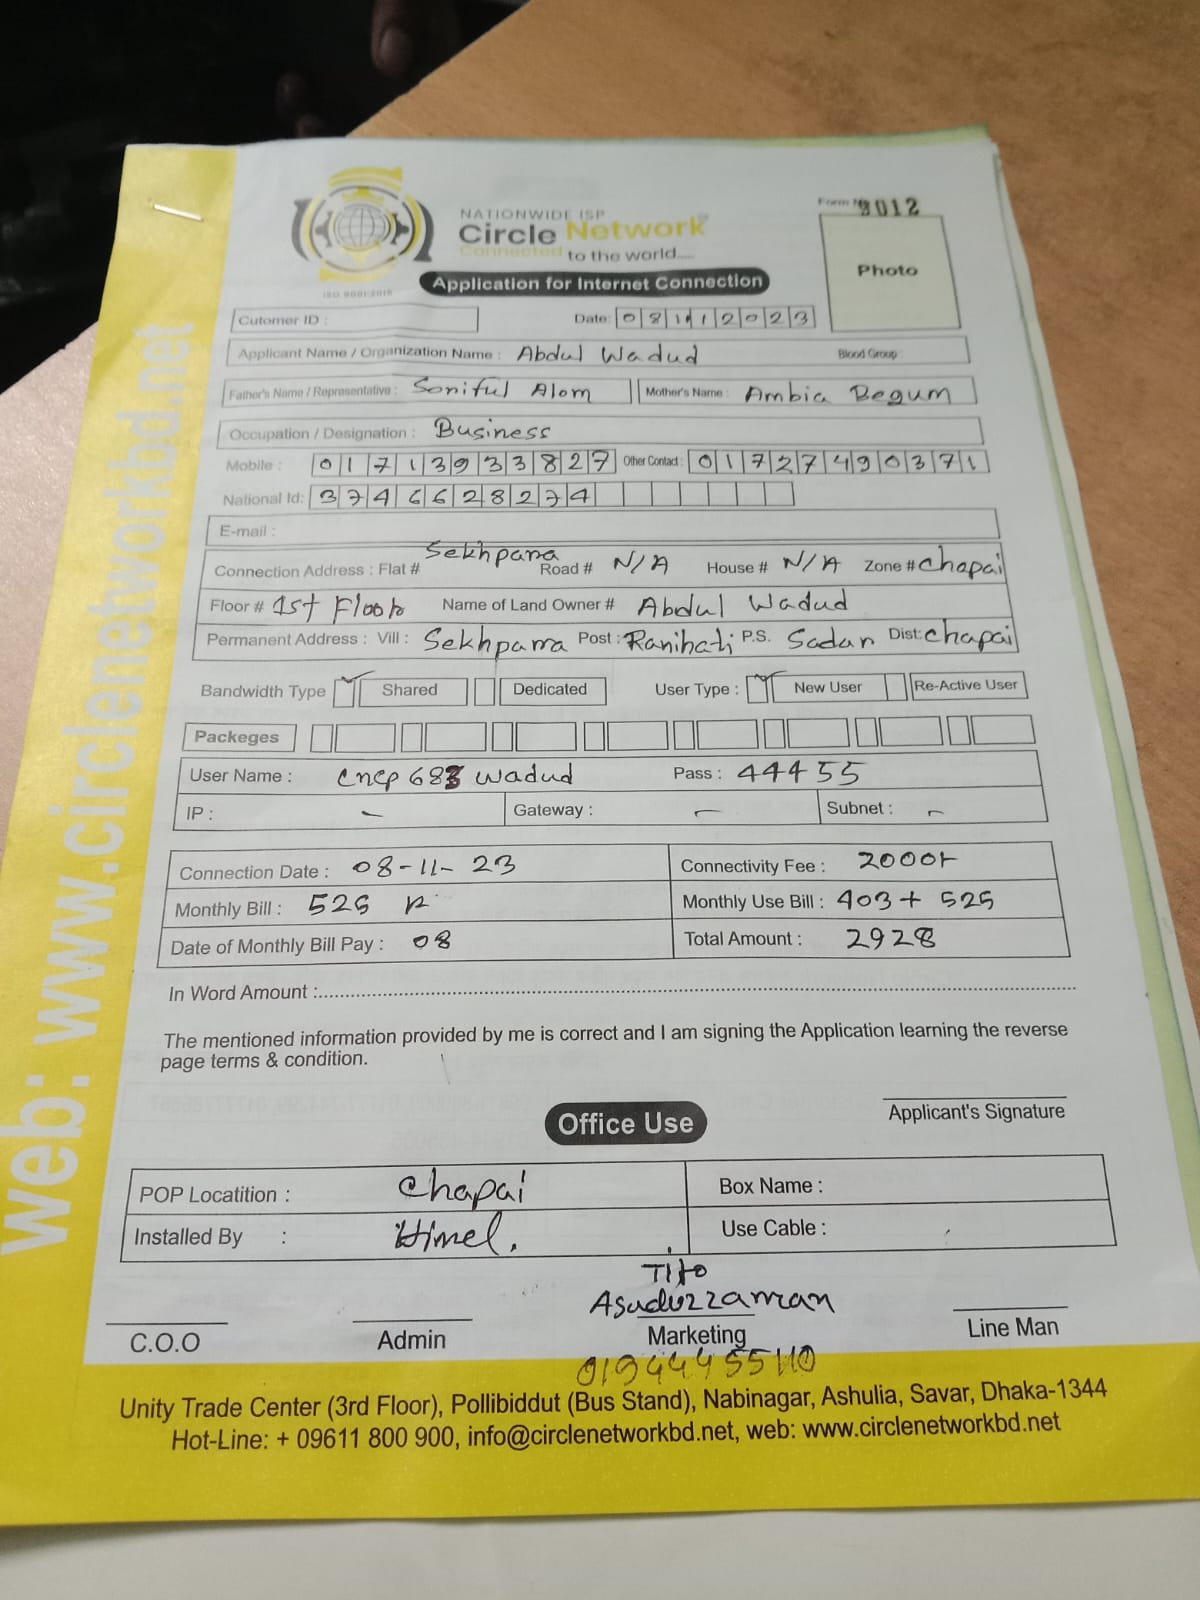 NATIONWIDE ISP
Circle Network
Connected to the world....
ISO 9001:2015
Form 3012
Photo
Application for Internet Connection
Cutomer ID :
Date: 08112023
Applicant Name / Organization Name : Abdul Wadud Blood Group :
Father's Name / Representative : Soniful Alom Mother's Name : Ambia Begum
Occupation / Designation : Business
Mobile : 01713933827 Other Contact : 01727490371
National Id: 3746628274
E-mail :
Connection Address : Flat # Sekhpara Road # N/A House # N/A Zone # Chapai
Floor # 1st Floor Name of Land Owner # Abdul Wadud
Permanent Address : Vill : Sekhparra Post : Ranihati P.S. Sadar Dist: Chapai
Bandwidth Type Shared Dedicated User Type : New User Re-Active User
Packeges
User Name : cncp683 wadud Pass : 44455
IP : – Gateway : – Subnet : –
Connection Date : 08-11-23 Connectivity Fee : 2000
Monthly Bill : 525 Monthly Use Bill : 403 + 525
Date of Monthly Bill Pay : 08 Total Amount : 2928
In Word Amount :
The mentioned information provided by me is correct and I am signing the Application learning the reverse
page terms & condition.
Applicant's Signature
Office Use
POP Locatition : Chapai Box Name :
Installed By : Himel. Use Cable :
Tito
Asaduzzaman
C.O.O Admin Marketing Line Man
01944455110
Unity Trade Center (3rd Floor), Pollibiddut (Bus Stand), Nabinagar, Ashulia, Savar, Dhaka-1344
Hot-Line: + 09611 800 900, info@circlenetworkbd.net, web: www.circlenetworkbd.net
web: www.circlenetworkbd.net